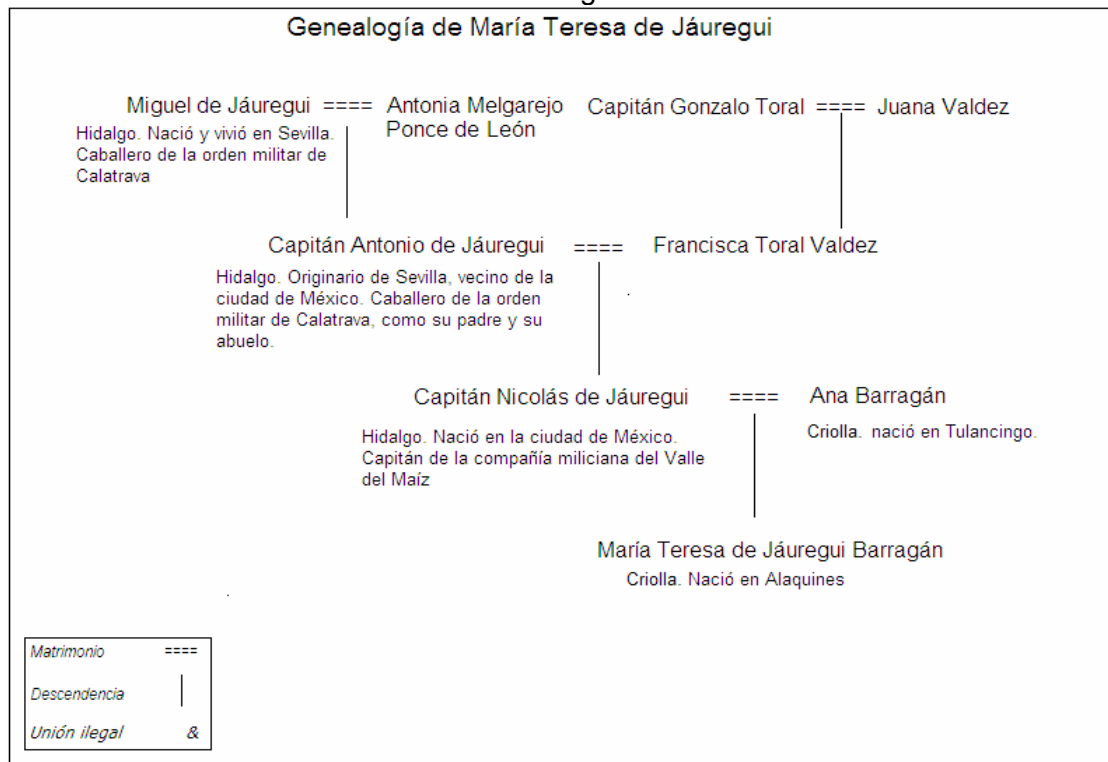 Genealogía de María Teresa de Jáuregui
Miguel de Jáuregui ==== Antonia Melgarejo Ponce de León
Capitán Gonzalo Toral ==== Juana Valdez
Hidalgo. Nació y vivió en Sevilla.
Caballero de la orden militar de
Calatrava
Capitán Antonio de Jáuregui ==== Francisca Toral Valdez
Hidalgo. Originario de Sevilla, vecino de la
ciudad de México. Caballero de la orden
militar de Calatrava, como su padre y su
abuelo.
Capitán Nicolás de Jáuregui ==== Ana Barragán
Hidalgo. Nació en la ciudad de México.
Capitán de la compañía miliciana del Valle
del Maíz
Criolla. nació en Tulancingo.
María Teresa de Jáuregui Barragán
Criolla. Nació en Alaquines
Matrimonio ====
Descendencia |
Unión ilegal &